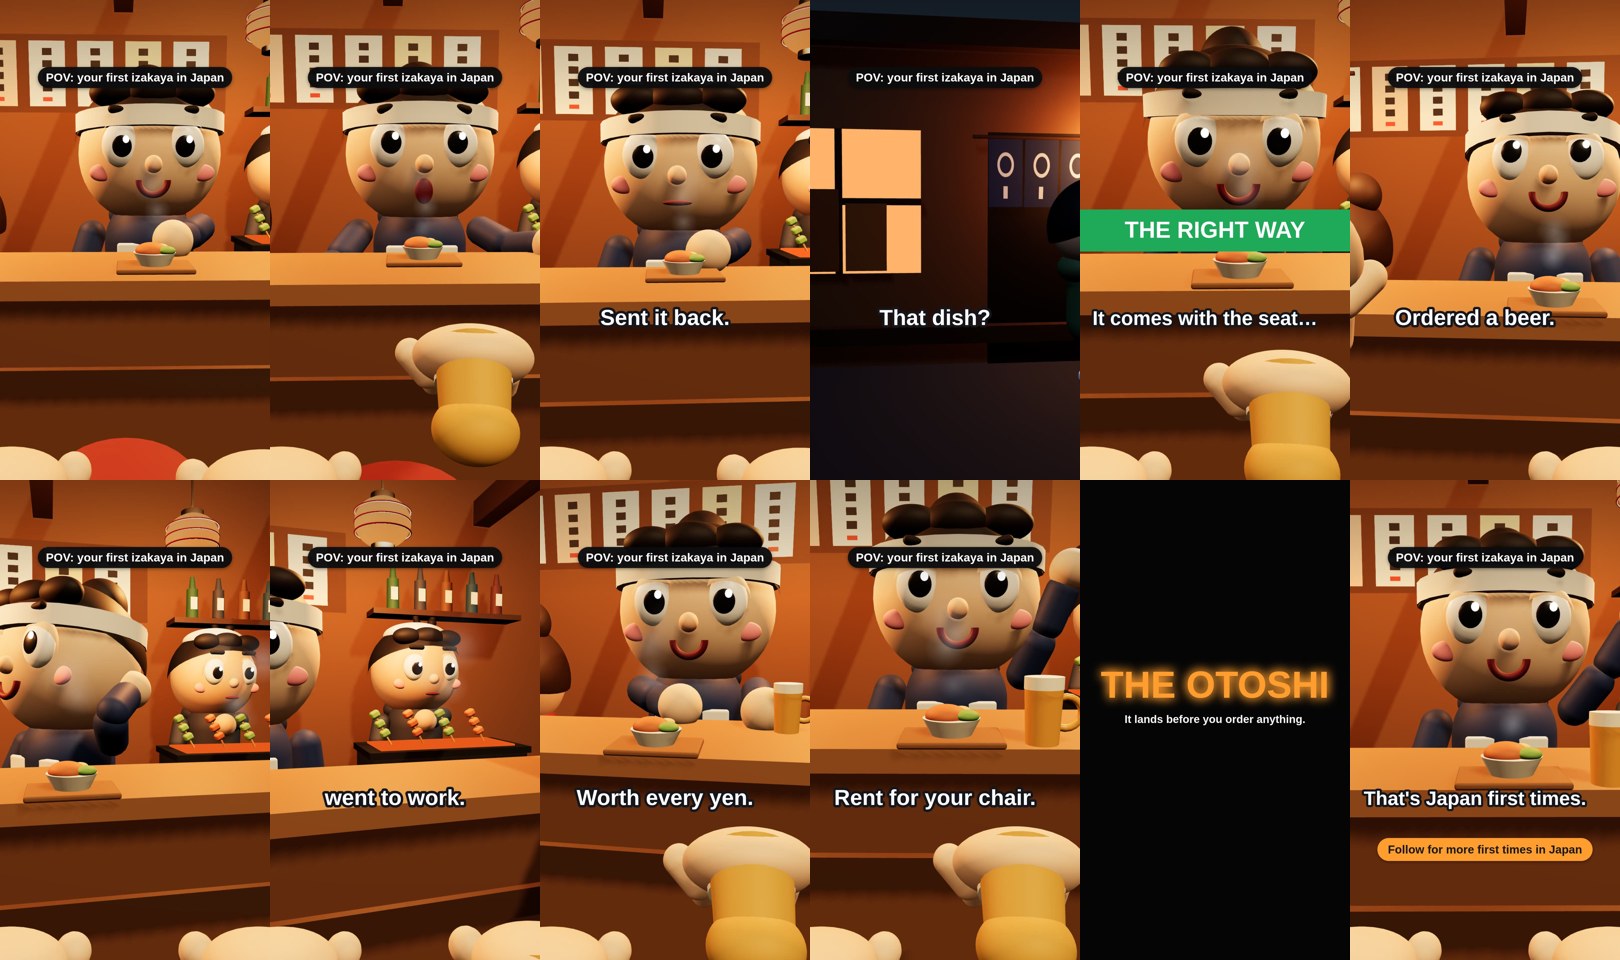 POV: your first izakaya in Japan
POV: your first izakaya in Japan
POV: your first izakaya in Japan
Sent it back.
POV: your first izakaya in Japan
That dish?
POV: your first izakaya in Japan
THE RIGHT WAY
It comes with the seat…
POV: your first izakaya in Japan
Ordered a beer.
POV: your first izakaya in Japan
POV: your first izakaya in Japan
went to work.
POV: your first izakaya in Japan
Worth every yen.
POV: your first izakaya in Japan
Rent for your chair.
THE OTOSHI
It lands before you order anything.
POV: your first izakaya in Japan
That's Japan first times.
Follow for more first times in Japan